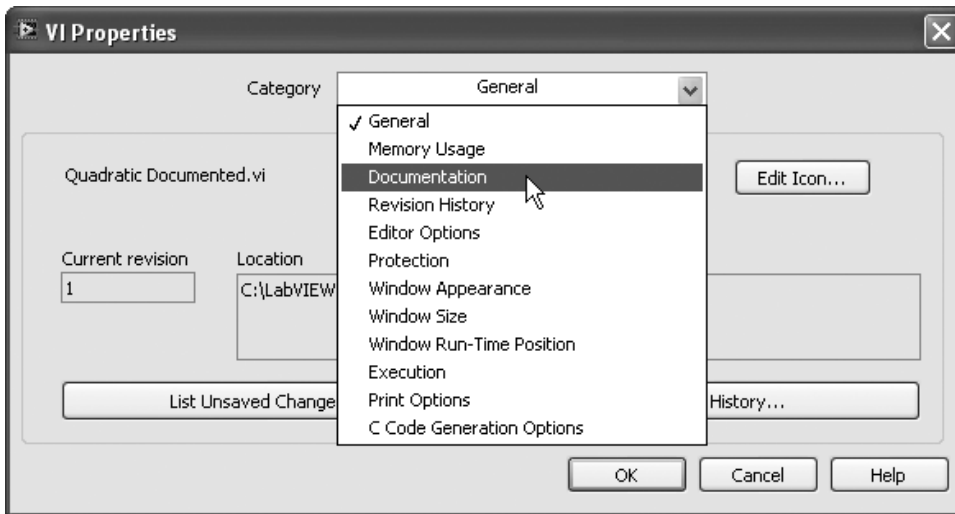 VI Properties
Category General
✓ General
Memory Usage
Documentation
Revision History
Editor Options
Protection
Window Appearance
Window Size
Window Run-Time Position
Execution
Print Options
C Code Generation Options
Quadratic Documented.vi
Edit Icon...
Current revision
1
Location
C:\LabVIEW
List Unsaved Change
History...
OK Cancel Help